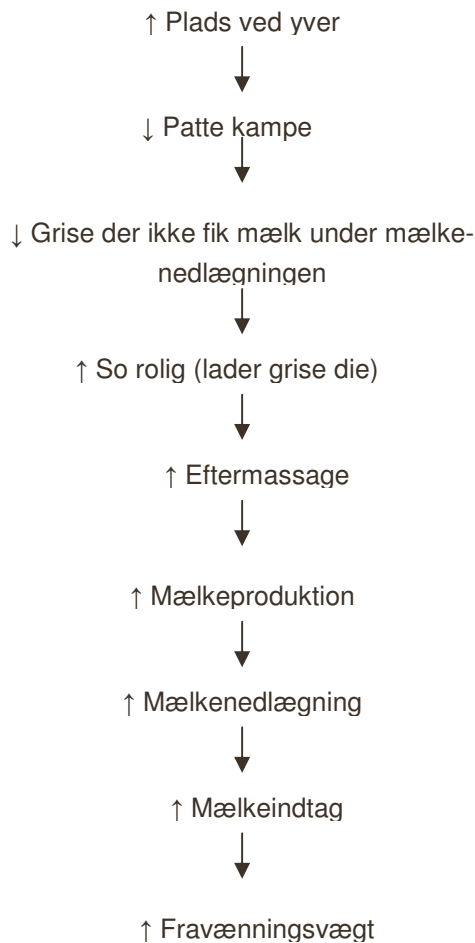 ↑ Plads ved yver
↓ Patte kampe
↓ Grise der ikke fik mælk under mælke-
nedlægningen
↑ So rolig (lader grise die)
↑ Eftermassage
↑ Mælkeproduktion
↑ Mælkenedlægning
↑ Mælkeindtag
↑ Fravænningsvægt